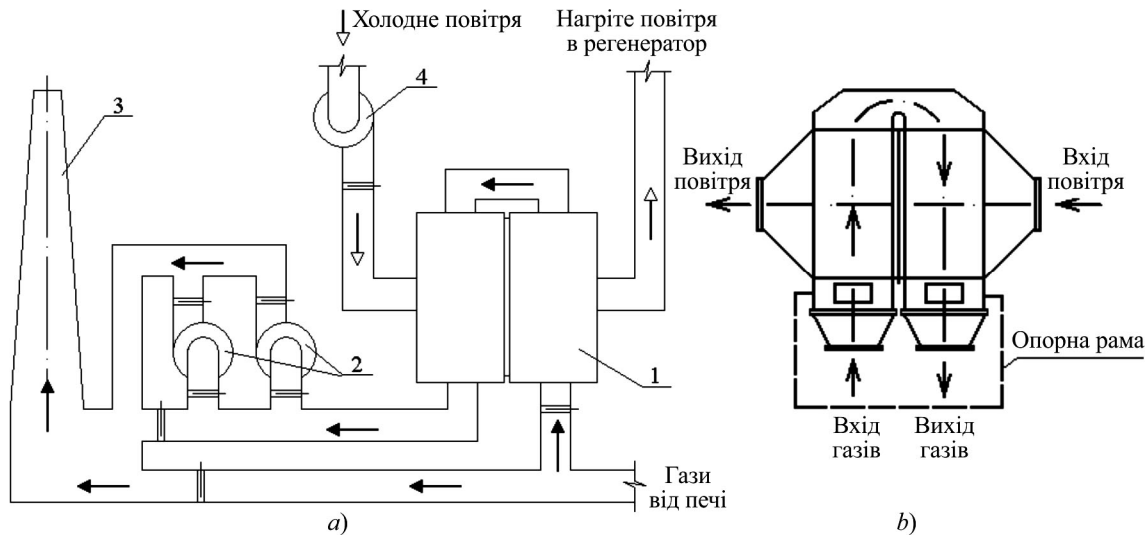 Холодне повітря
Нагріте повітря
в регенератор
4
3
2
1
Гази
від печі
a)
Вихід
повітря
Вхід
повітря
Опорна рама
Вхід
газів
Вихід
газів
b)